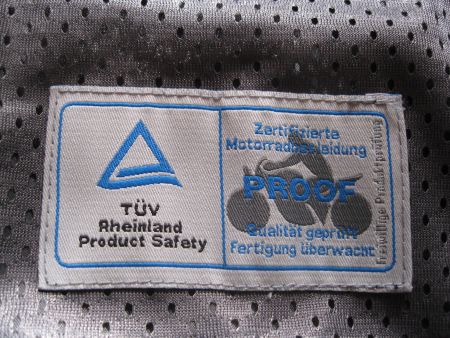 TÜV
Rheinland
Product Safety
Zertifizierte
Motorradbekleidung
PROOF
Qualität geprüft
Fertigung überwacht
freiwillige Produktprüfung